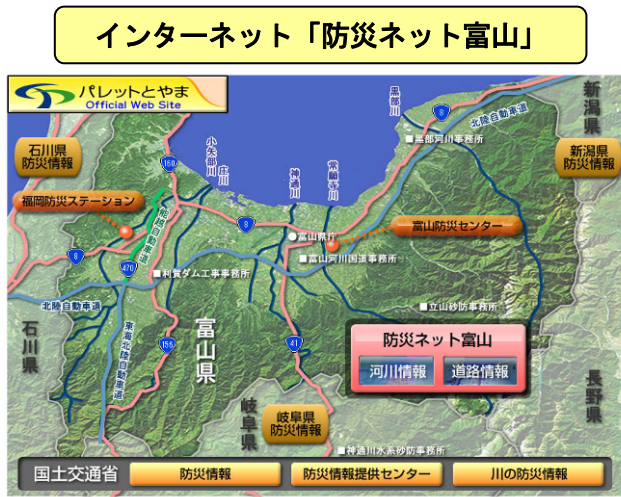 インターネット「防災ネット富山」
パレットとやま
Official Web Site
新潟県
黒部川
8
北陸自動車道
黒部河川事務所
石川県
防災情報
160
小矢部川
庄川
神通川
常願寺川
新潟県
防災情報
福岡防災ステーション
能越自動車道
8
富山県庁
富山防災センター
富山河川国道事務所
8
470
利賀ダム工事事務所
北陸自動車道
立山砂防事務所
石川県
東海北陸自動車道
富山県
156
41
防災ネット富山
河川情報
道路情報
長野県
岐阜県
岐阜県
防災情報
神通川水系砂防事務所
国土交通省
防災情報
防災情報提供センター
川の防災情報